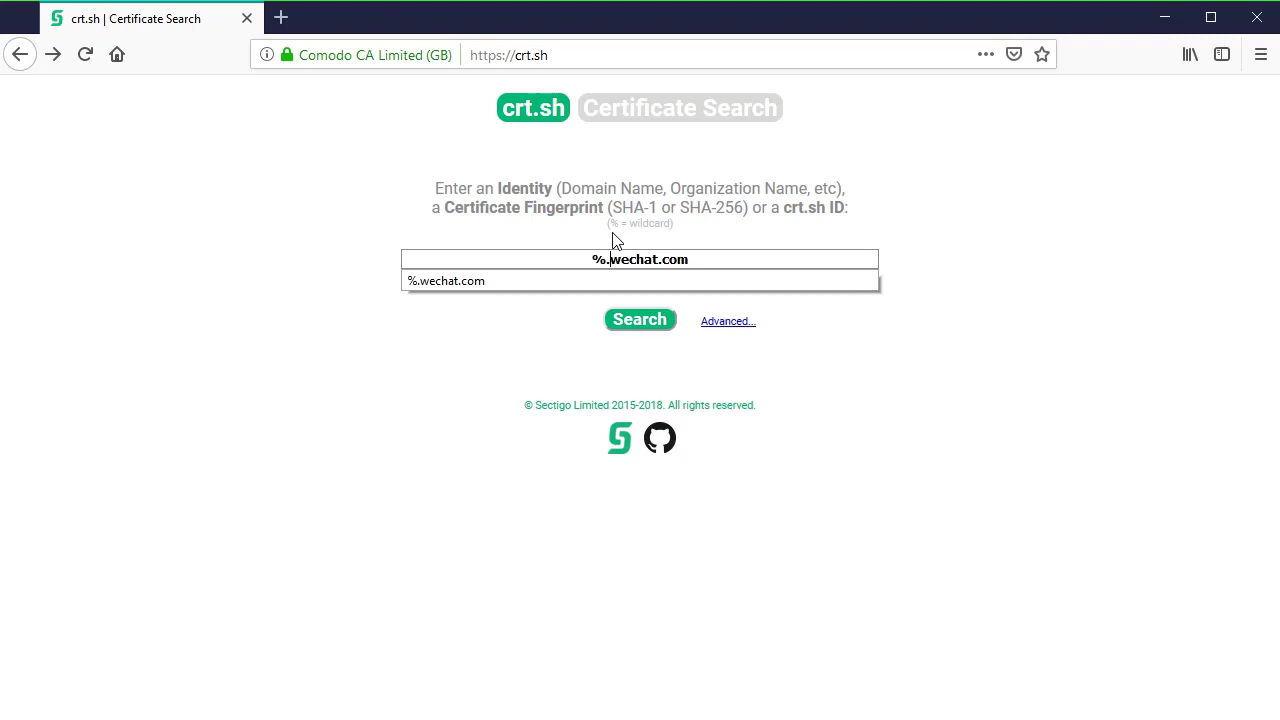 crt.sh | Certificate Search
Comodo CA Limited (GB)
https://crt.sh
crt.sh Certificate Search
Enter an Identity (Domain Name, Organization Name, etc),
a Certificate Fingerprint (SHA-1 or SHA-256) or a crt.sh ID:
(% = wildcard)
%.wechat.com
%.wechat.com
Search
Advanced...
© Sectigo Limited 2015-2018. All rights reserved.